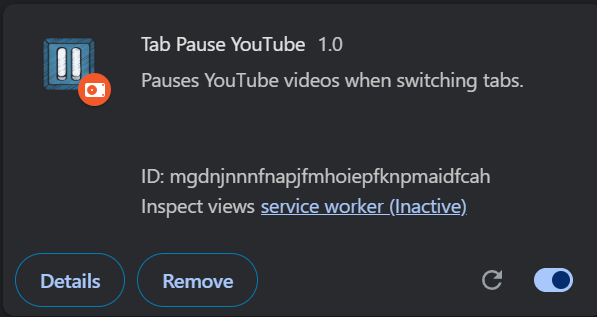 Tab Pause YouTube 1.0
Pauses YouTube videos when switching tabs.
ID: mgdnjnnnfnapjfmhoiepfknpmaidfcah
Inspect views service worker (Inactive)
Details Remove